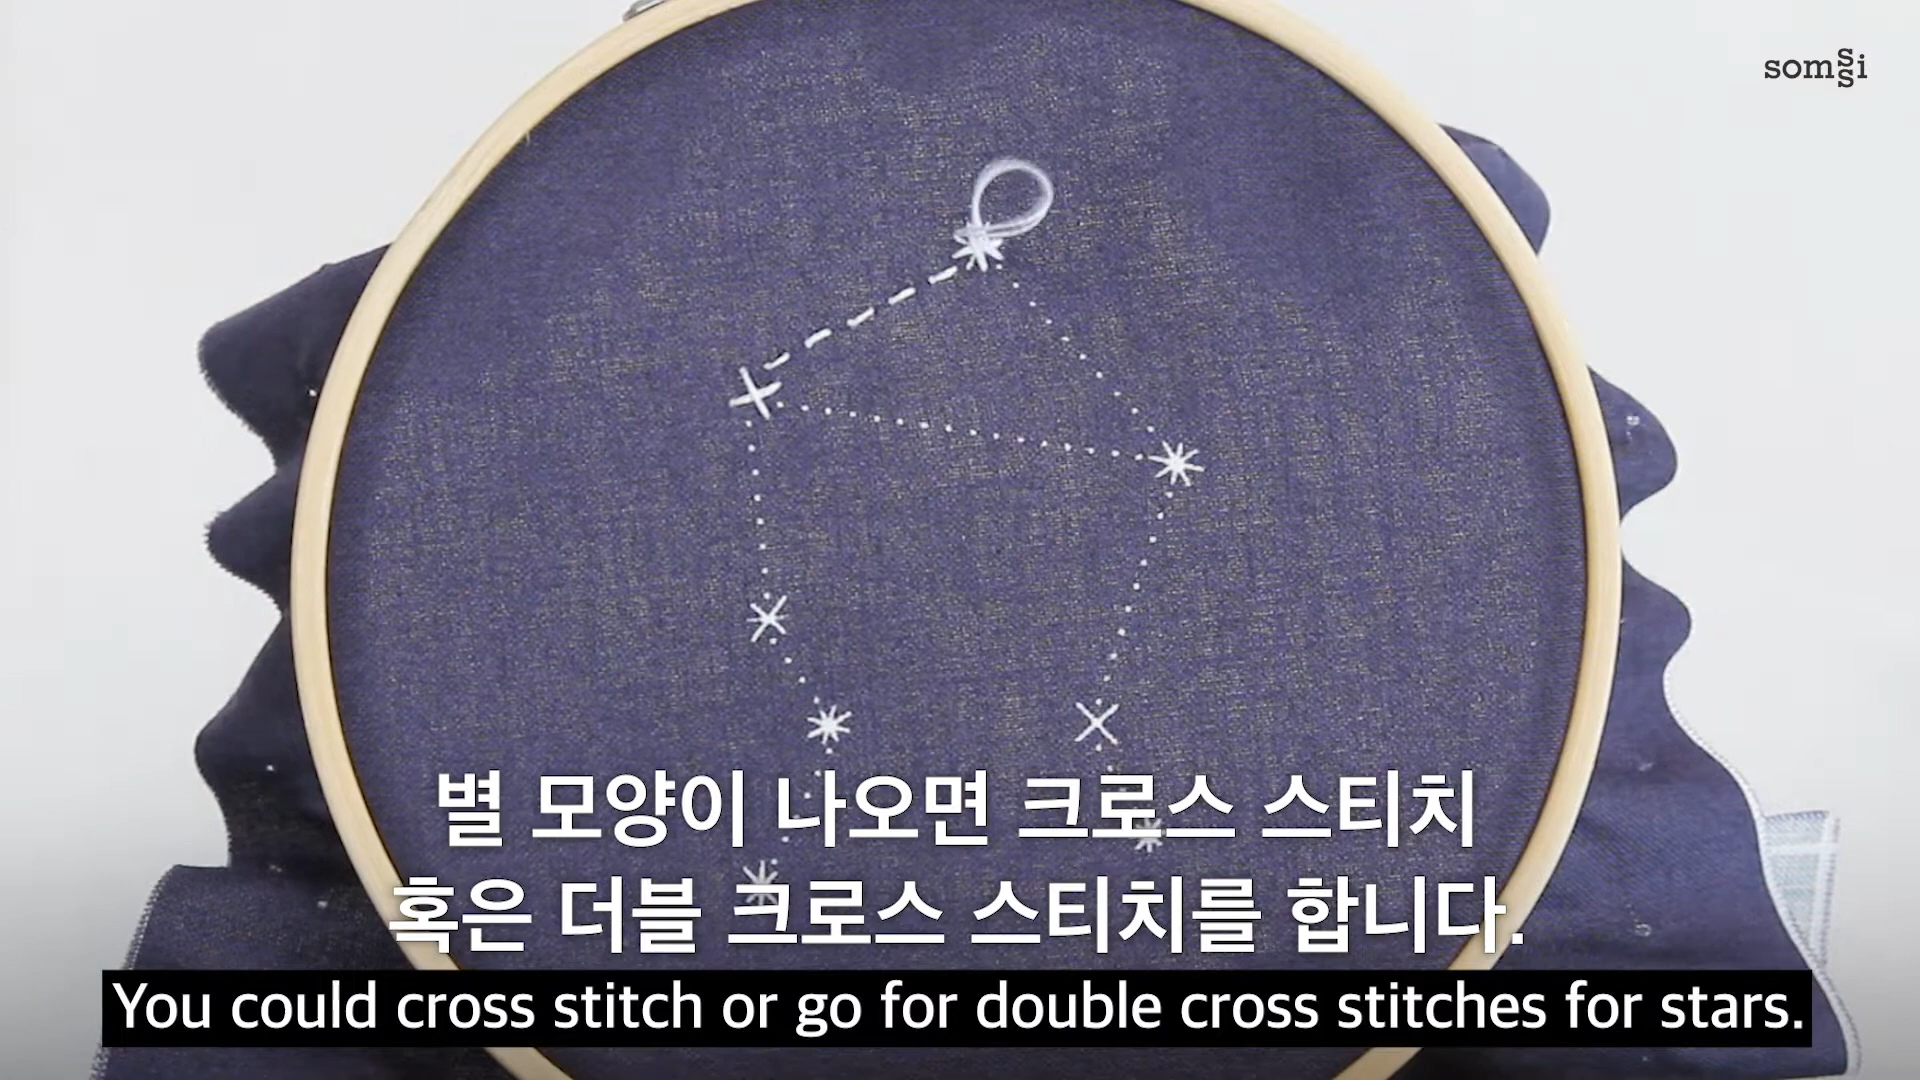 somssi
별 모양이 나오면 크로스 스티치
혹은 더블 크로스 스티치를 합니다.
You could cross stitch or go for double cross stitches for stars.